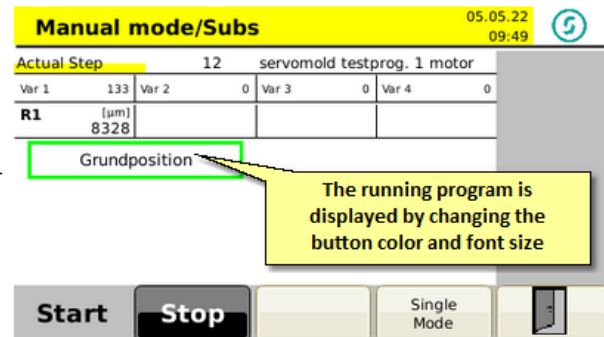 Manual mode/Subs
05.05.22
09:49
Actual Step 12 servomold testprog. 1 motor
Var 1 133 Var 2 0 Var 3 0 Var 4 0
R1 [µm]
8328
Grundposition
The running program is
displayed by changing the
button color and font size
Start Stop Single
Mode